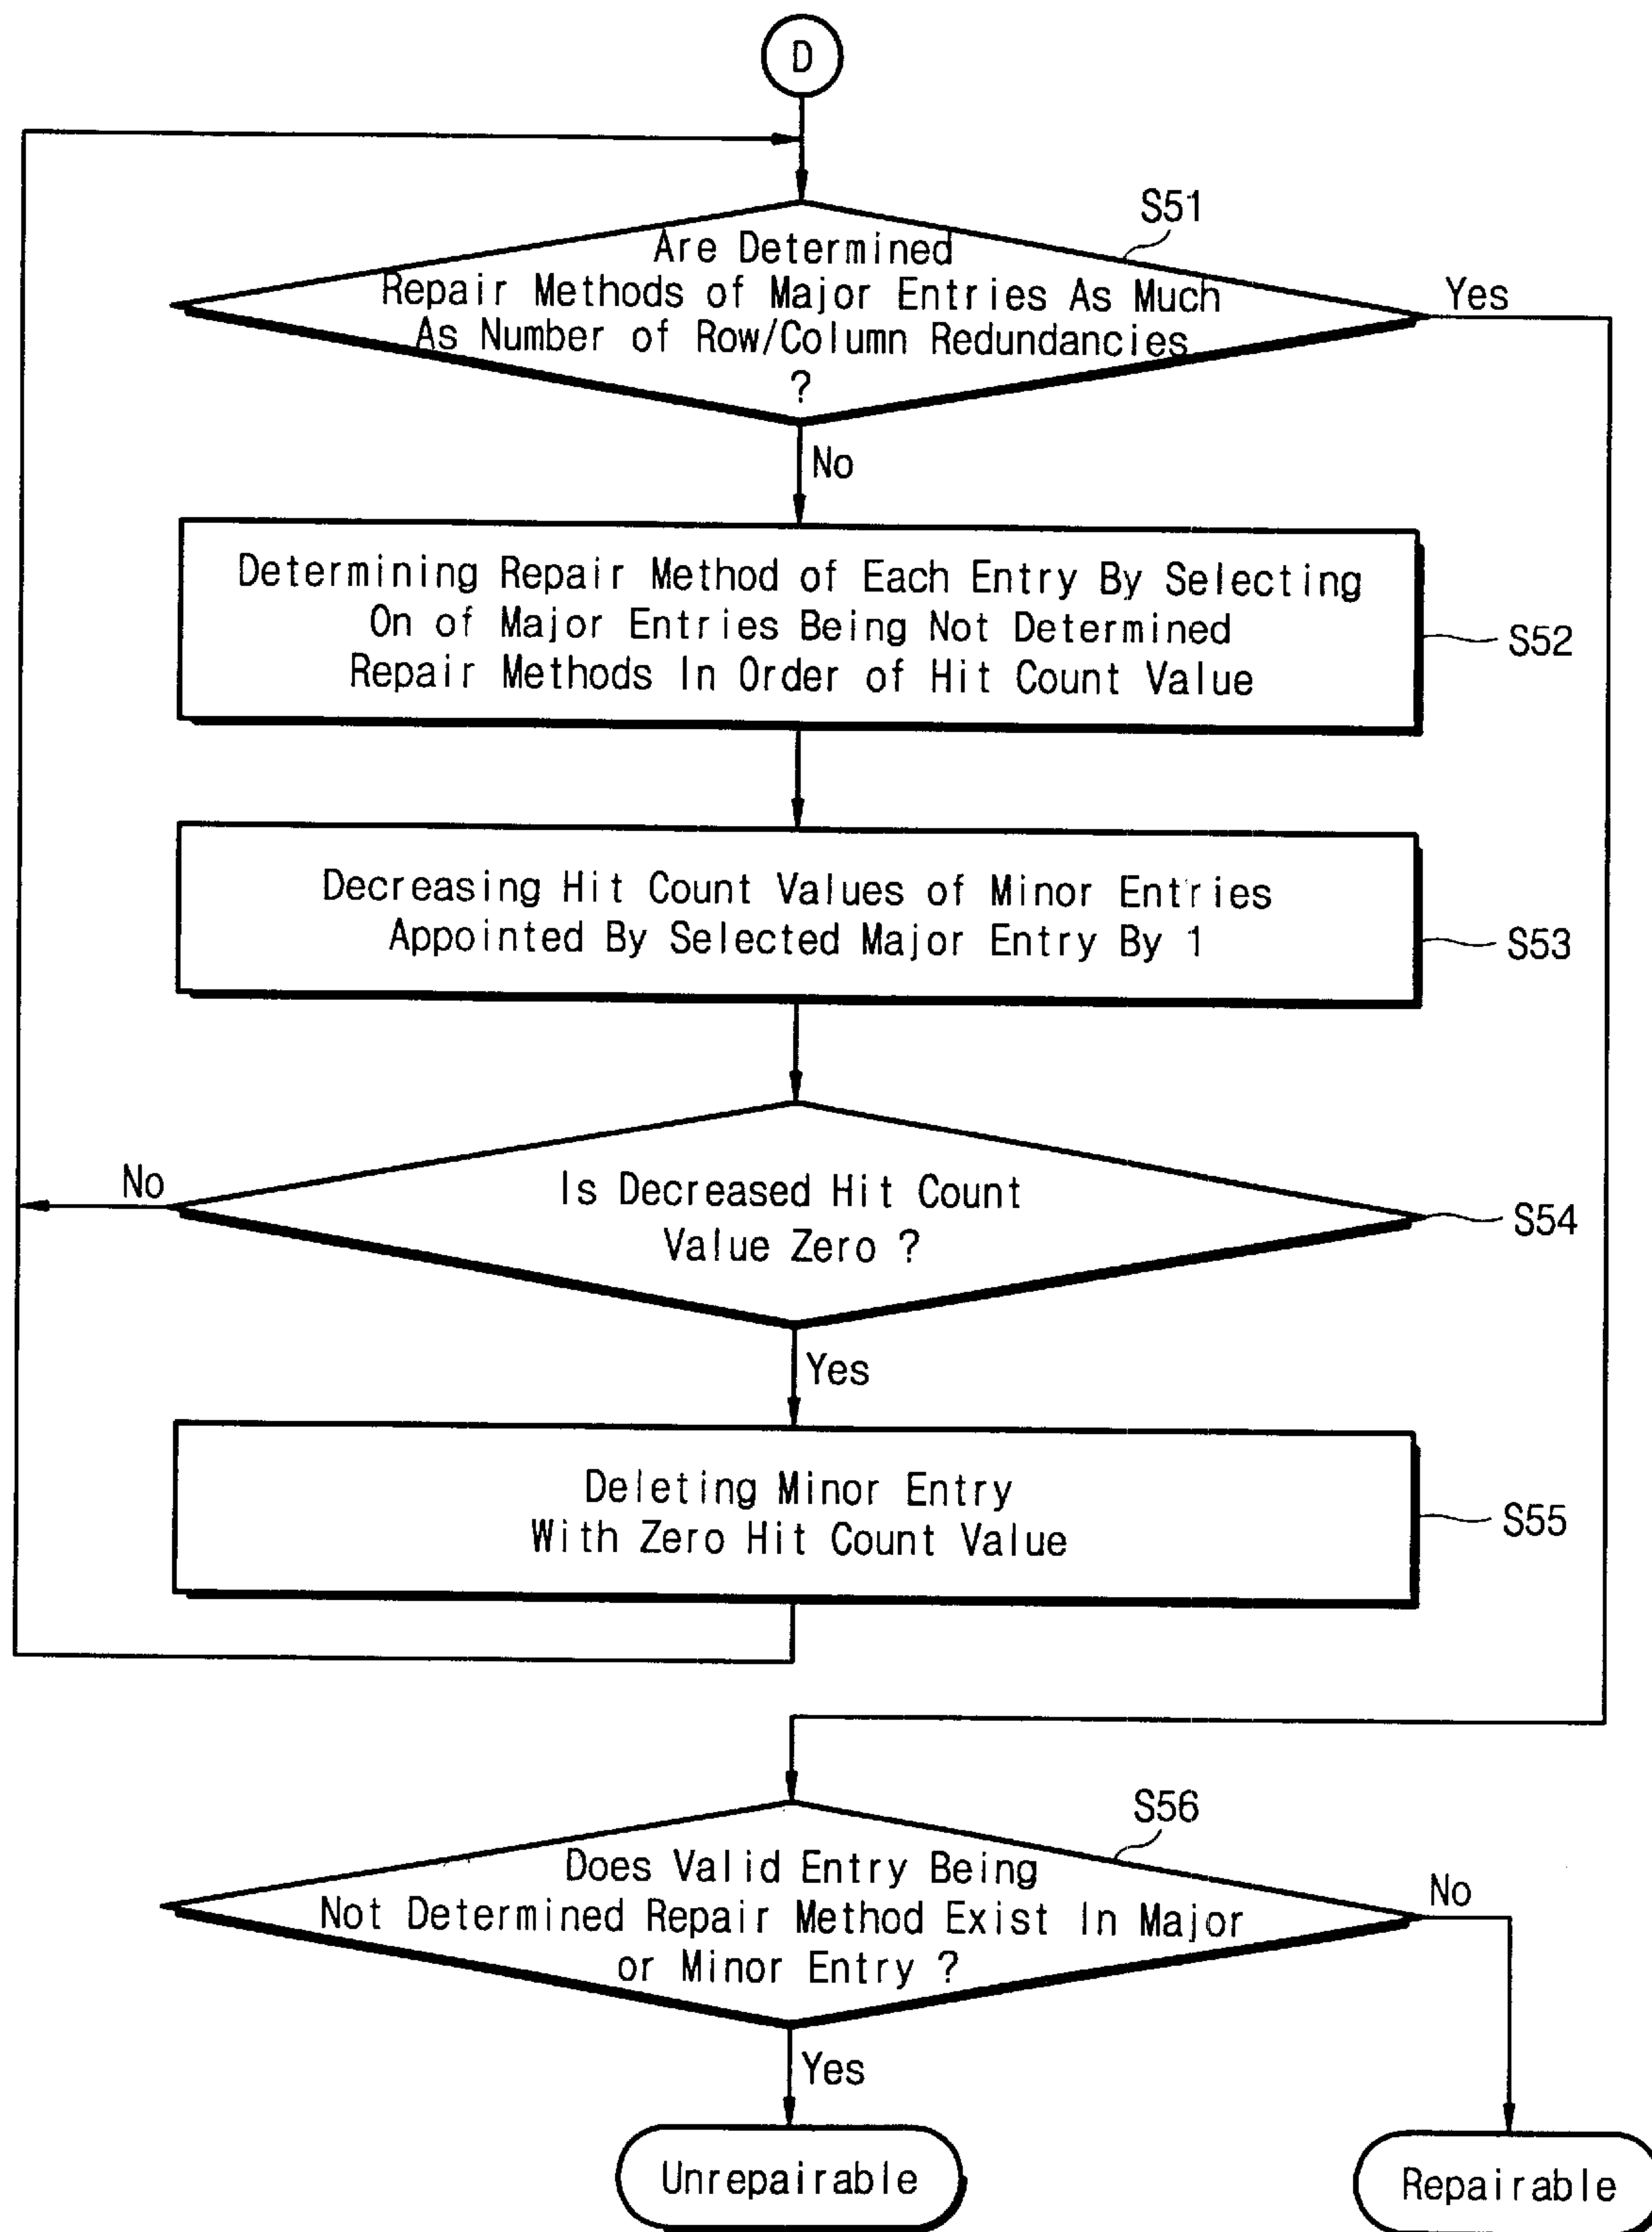 D
S51
Are Determined
Repair Methods of Major Entries As Much
As Number of Row/Column Redundancies
?
Yes
No
Determining Repair Method of Each Entry By Selecting
On of Major Entries Being Not Determined
Repair Methods In Order of Hit Count Value
S52
Decreasing Hit Count Values of Minor Entries
Appointed By Selected Major Entry By 1
S53
No
Is Decreased Hit Count
Value Zero ?
S54
Yes
Deleting Minor Entry
With Zero Hit Count Value
S55
S56
Does Valid Entry Being
Not Determined Repair Method Exist In Major
or Minor Entry ?
No
Yes
Unrepairable
Repairable